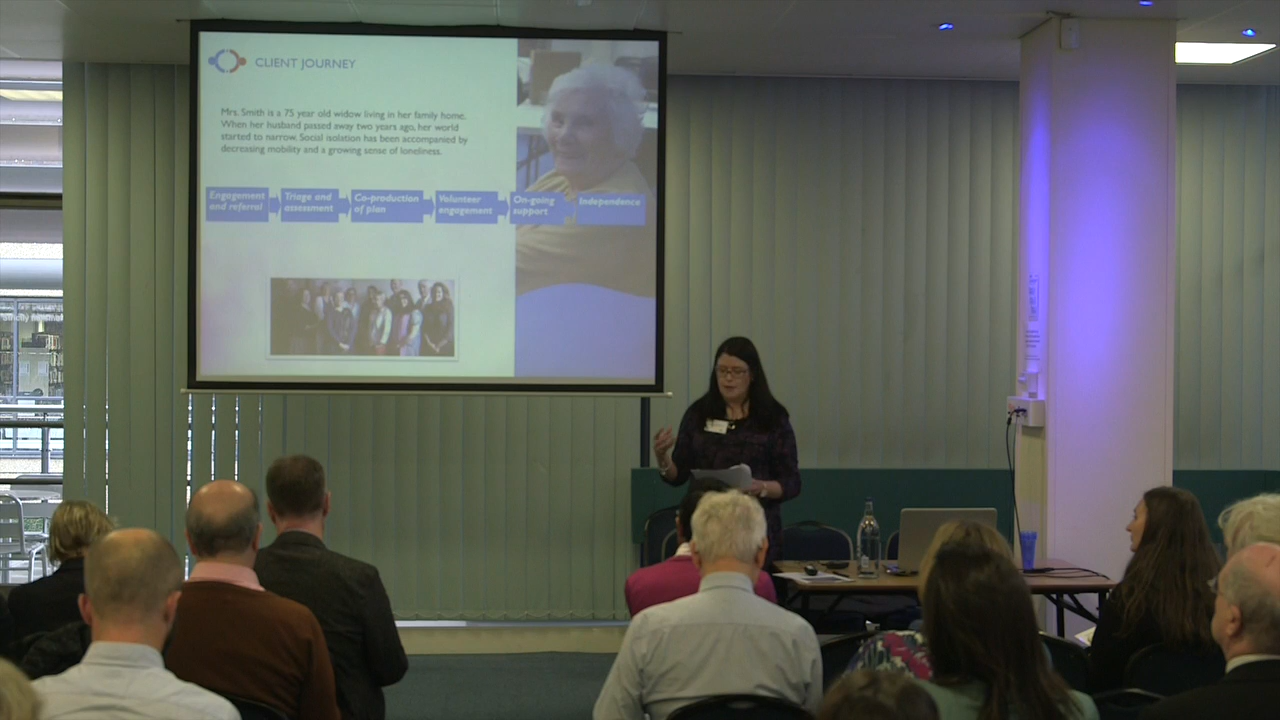 CLIENT JOURNEY
Mrs. Smith is a 75 year old widow living in her family home.
When her husband passed away two years ago, her world
started to narrow. Social isolation has been accompanied by
decreasing mobility and a growing sense of loneliness.
Engagement
and referral
Triage and
assessment
Co-production
of plan
Volunteer
engagement
On-going
support
Independence